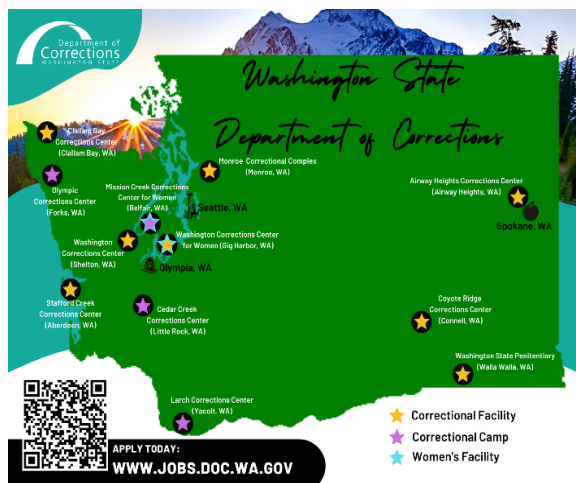 Department of
Corrections
WASHINGTON STATE
Washington State
Department of Corrections
Clallam Bay
Corrections Center
(Clallam Bay, WA)
Monroe Correctional Complex
(Monroe, WA)
Olympic
Corrections Center
(Forks, WA)
Mission Creek Corrections
Center for Women
(Belfair, WA)
Airway Heights Corrections Center
(Airway Heights, WA)
Seattle, WA
Spokane, WA
Washington
Corrections Center
(Shelton, WA)
Washington Corrections Center
for Women (Gig Harbor, WA)
Olympia, WA
Stafford Creek
Corrections Center
(Aberdeen, WA)
Cedar Creek
Corrections Center
(Little Rock, WA)
Coyote Ridge
Corrections Center
(Connell, WA)
Washington State Penitentiary
(Walla Walla, WA)
Larch Corrections Center
(Yacolt, WA)
Correctional Facility
Correctional Camp
Women's Facility
APPLY TODAY:
WWW.JOBS.DOC.WA.GOV